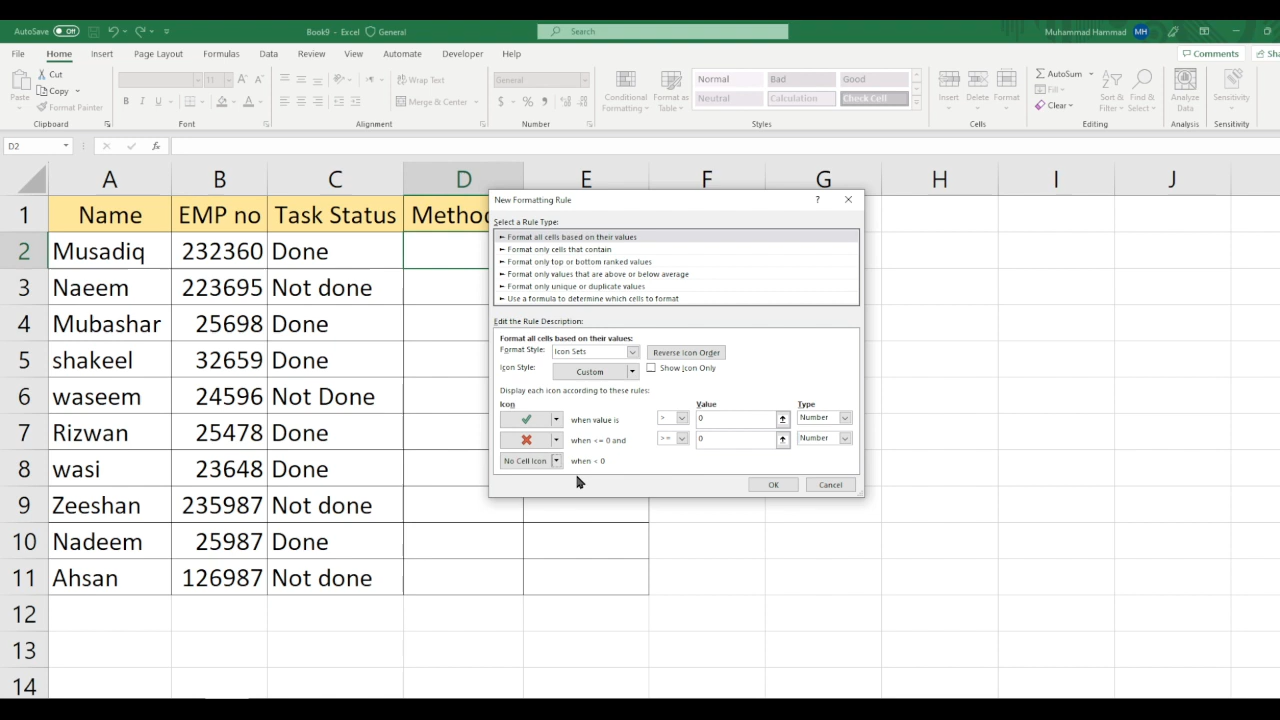 AutoSave Off Book9 - Excel General Search Muhammad Hammad MH
File Home Insert Page Layout Formulas Data Review View Automate Developer Help Comments Sha
Paste Cut Copy Format Painter
Clipboard
11 A A B I U A
Font
Wrap Text Merge & Center
Alignment
General $ % 9
Number
Conditional Formatting Format as Table Normal Bad Good
Neutral Calculation Check Cell
Styles
Insert Delete Format
Cells
AutoSum Fill Clear Sort & Filter Find & Select
Editing
Analyze Data
Analysis
Sensitivity
Sensitivity
D2 fx
A B C D E F G H I J
1 Name EMP no Task Status Metho
2 Musadiq 232360 Done
3 Naeem 223695 Not done
4 Mubashar 25698 Done
5 shakeel 32659 Done
6 waseem 24596 Not Done
7 Rizwan 25478 Done
8 wasi 23648 Done
9 Zeeshan 235987 Not done
10 Nadeem 25987 Done
11 Ahsan 126987 Not done
12
13
14
New Formatting Rule ?
Select a Rule Type:
► Format all cells based on their values
► Format only cells that contain
► Format only top or bottom ranked values
► Format only values that are above or below average
► Format only unique or duplicate values
► Use a formula to determine which cells to format
Edit the Rule Description:
Format all cells based on their values:
Format Style: Icon Sets Reverse Icon Order
Icon Style: Custom Show Icon Only
Display each icon according to these rules:
Icon Value Type
when value is > 0 Number
when <= 0 and >= 0 Number
No Cell Icon when < 0
OK Cancel